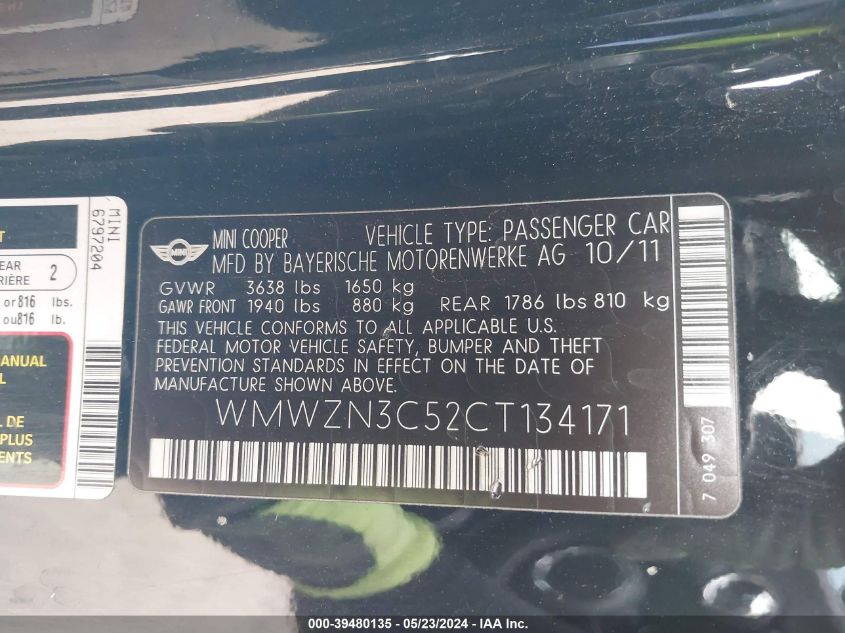 T
EAR
RIÈRE 2
or 816 lbs.
ou816 lb.
MANUAL
L
S DE
PLUS
ENTS
MINI
6797204
MINI
MINI COOPER VEHICLE TYPE: PASSENGER CAR
MFD BY BAYERISCHE MOTORENWERKE AG 10/11
GVWR 3638 lbs 1650 kg
GAWR FRONT 1940 lbs 880 kg REAR 1786 lbs 810 kg
THIS VEHICLE CONFORMS TO ALL APPLICABLE U.S.
FEDERAL MOTOR VEHICLE SAFETY, BUMPER AND THEFT
PREVENTION STANDARDS IN EFFECT ON THE DATE OF
MANUFACTURE SHOWN ABOVE.
WMWZN3C52CT134171
7 049 307
000-39480135 - 05/23/2024 - IAA Inc.